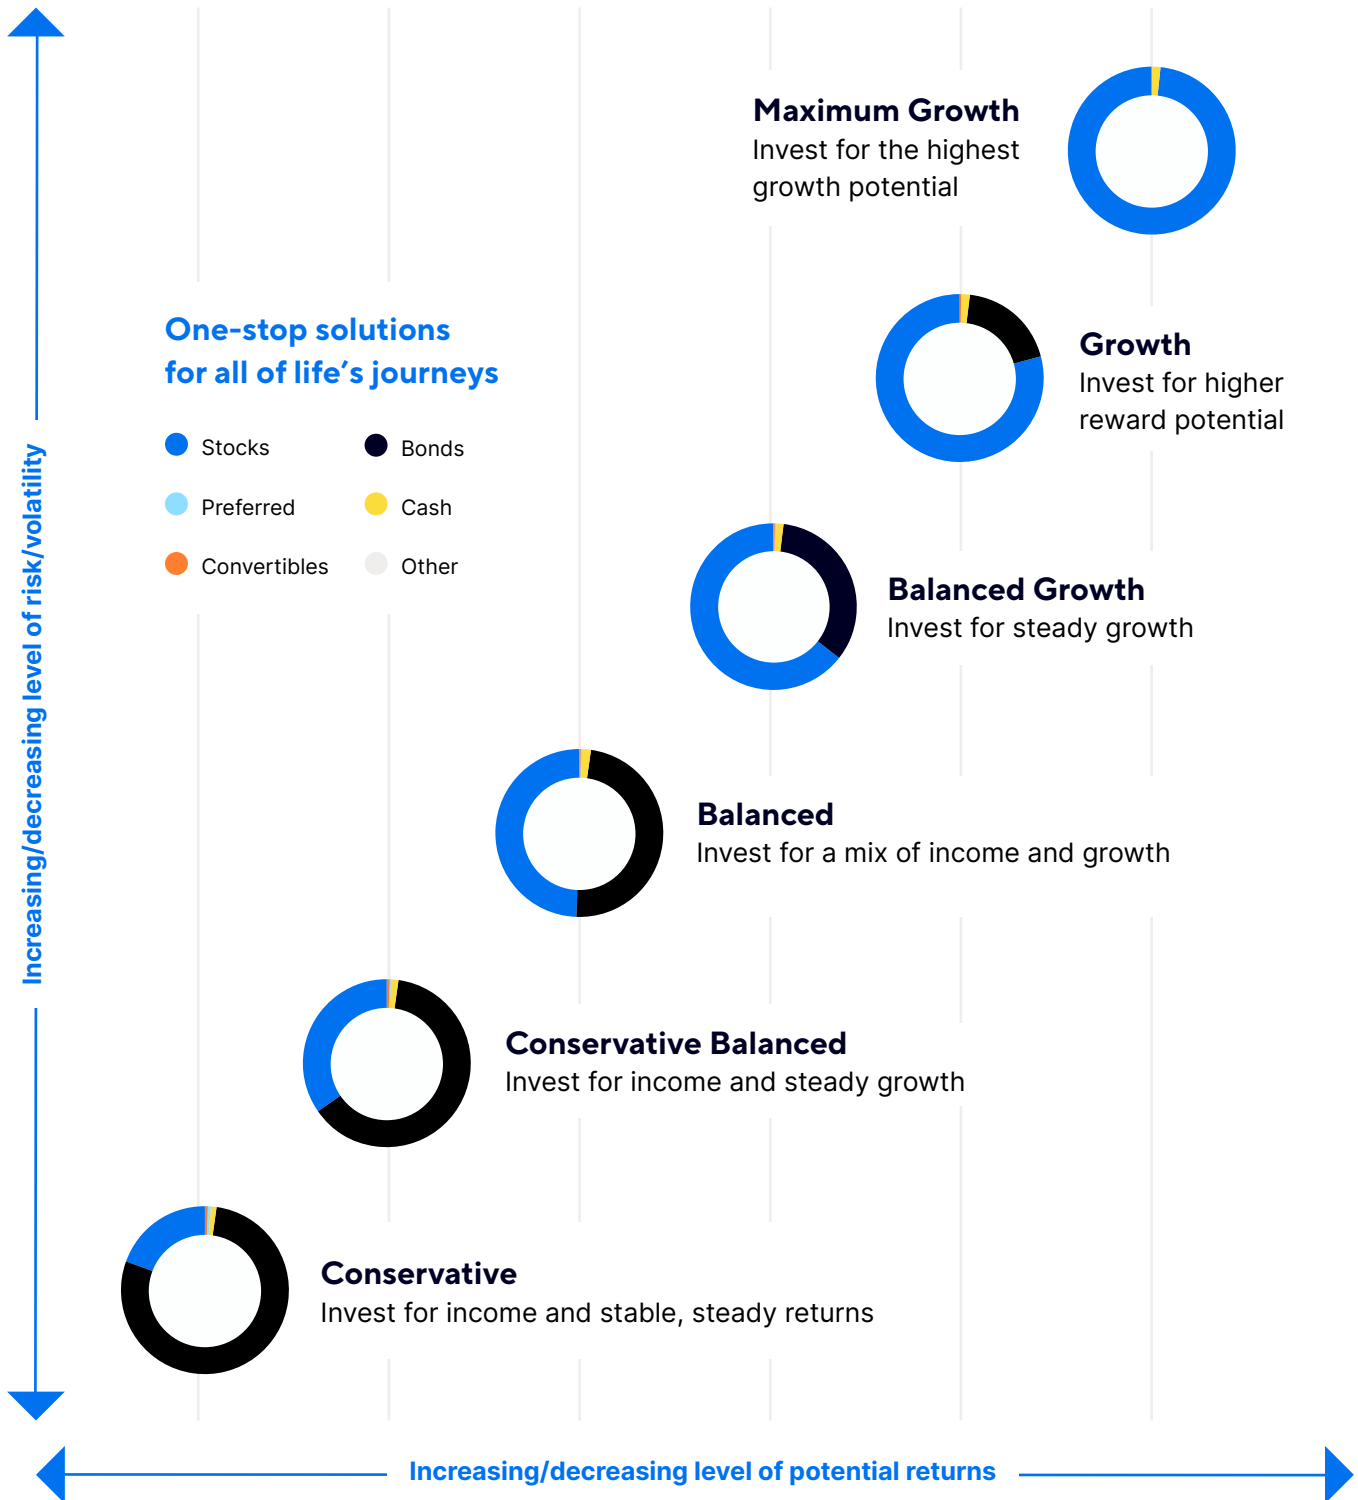 Maximum Growth
Invest for the highest
growth potential
One-stop solutions
for all of life’s journeys
Stocks
Bonds
Preferred
Cash
Convertibles
Other
Growth
Invest for higher
reward potential
Balanced Growth
Invest for steady growth
Balanced
Invest for a mix of income and growth
Conservative Balanced
Invest for income and steady growth
Conservative
Invest for income and stable, steady returns
Increasing/decreasing level of risk/volatility
Increasing/decreasing level of potential returns